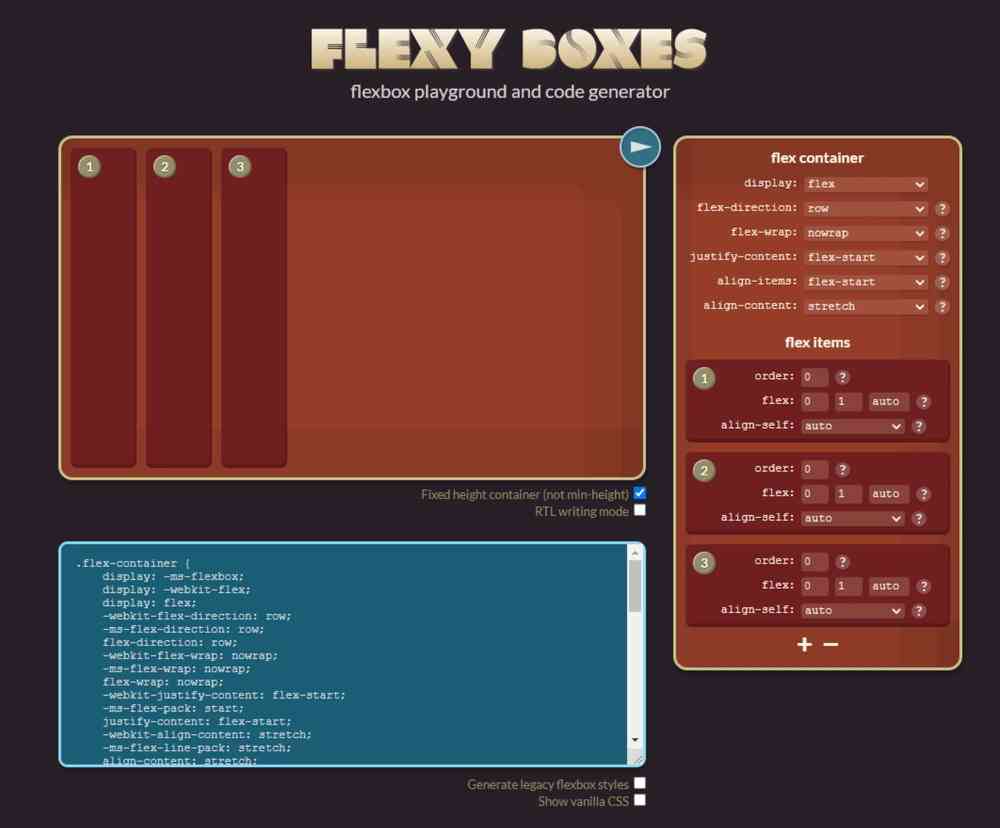 FLEXY BOXES
flexbox playground and code generator
1 2 3
Fixed height container (not min-height)
RTL writing mode
.flex-container {
display: -ms-flexbox;
display: -webkit-flex;
display: flex;
-webkit-flex-direction: row;
-ms-flex-direction: row;
flex-direction: row;
-webkit-flex-wrap: nowrap;
-ms-flex-wrap: nowrap;
flex-wrap: nowrap;
-webkit-justify-content: flex-start;
-ms-flex-pack: start;
justify-content: flex-start;
-webkit-align-content: stretch;
-ms-flex-line-pack: stretch;
align-content: stretch;
Generate legacy flexbox styles
Show vanilla CSS
flex container
display: flex
flex-direction: row ?
flex-wrap: nowrap ?
justify-content: flex-start ?
align-items: flex-start ?
align-content: stretch ?
flex items
1 order: 0 ?
flex: 0 1 auto ?
align-self: auto ?
2 order: 0 ?
flex: 0 1 auto ?
align-self: auto ?
3 order: 0 ?
flex: 0 1 auto ?
align-self: auto ?
+ −